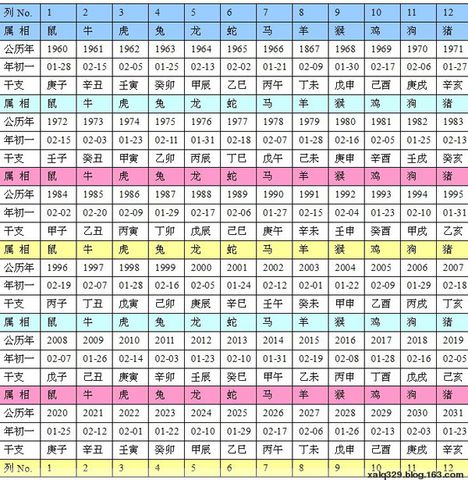 列 No. 1 2 3 4 5 6 7 8 9 10 11 12
属 相 鼠 牛 虎 兔 龙 蛇 马 羊 猴 鸡 狗 猪
公历年 1960 1961 1962 1963 1964 1965 1966 1867 1968 1969 1970 1971
年初一 01-28 02-15 02-05 01-25 02-13 02-02 01-21 02-09 01-30 02-17 02-06 01-27
干支 庚子 辛丑 壬寅 癸卯 甲辰 乙巳 丙午 丁未 戊申 己酉 庚戌 辛亥
属 相 鼠 牛 虎 兔 龙 蛇 马 羊 猴 鸡 狗 猪
公历年 1972 1973 1974 1975 1976 1977 1978 1979 1980 1981 1982 1983
年初一 02-15 02-03 01-23 02-11 01-31 02-18 02-07 01-28 02-16 02-05 01-25 02-13
干支 壬子 癸丑 甲寅 乙卯 丙辰 丁巳 戊午 己未 庚申 辛酉 壬戌 癸亥
属 相 鼠 牛 虎 兔 龙 蛇 马 羊 猴 鸡 狗 猪
公历年 1984 1985 1986 1987 1988 1989 1990 1991 1992 1993 1994 1995
年初一 02-02 02-20 02-09 01-29 02-17 02-06 01-27 02-15 02-04 01-23 02-10 01-31
干支 甲子 乙丑 丙寅 丁卯 戊辰 己巳 庚午 辛未 壬申 癸酉 甲戌 乙亥
属 相 鼠 牛 虎 兔 龙 蛇 马 羊 猴 鸡 狗 猪
公历年 1996 1997 1998 1999 2000 2001 2002 2003 2004 2005 2006 2007
年初一 02-19 02-07 01-28 02-16 02-05 01-24 02-12 02-01 01-22 02-09 01-29 02-18
干支 丙子 丁丑 戊寅 己卯 庚辰 辛巳 壬午 癸未 甲申 乙酉 丙戌 丁亥
属 相 鼠 牛 虎 兔 龙 蛇 马 羊 猴 鸡 狗 猪
公历年 2008 2009 2010 2011 2012 2013 2014 2015 2016 2017 2018 2019
年初一 02-07 01-26 02-14 02-03 01-23 02-10 01-31 02-19 02-08 01-28 02-16 02-05
干支 戊子 己丑 庚寅 辛卯 壬辰 癸巳 甲午 乙未 丙申 丁酉 戊戌 己亥
属 相 鼠 牛 虎 兔 龙 蛇 马 羊 猴 鸡 狗 猪
公历年 2020 2021 2022 2023 2024 2025 2026 2027 2028 2029 2030 2031
年初一 01-25 02-12 02-01 01-22 02-10 01-29 02-17 02-06 01-26 02-13 02-03 01-23
干支 庚子 辛丑 壬寅 癸卯 甲辰 乙巳 丙午 丁未 戊申 己酉 庚戌 辛亥
列 No. 1 2 3 4 5 6 7 8 9 10 11 12
xalq329.blog.163.com